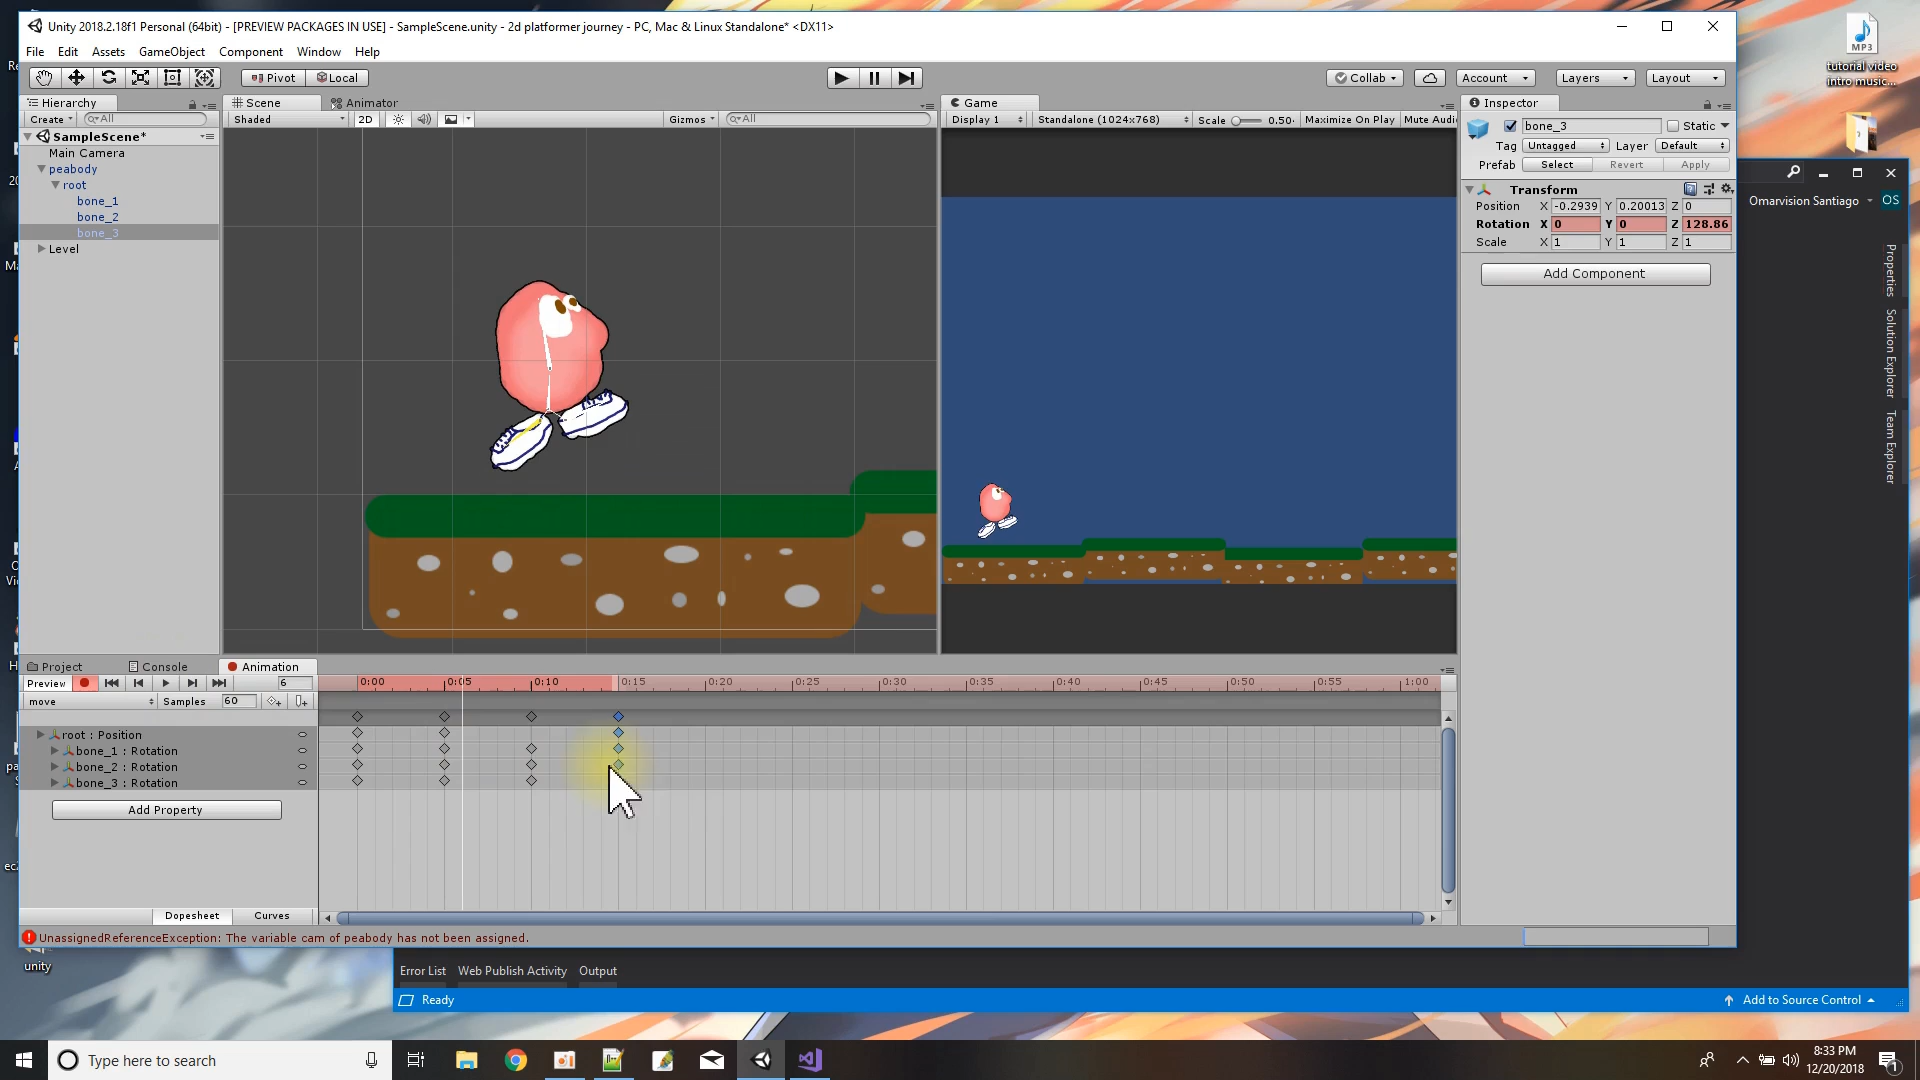 Unity 2018.2.18f1 Personal (64bit) - [PREVIEW PACKAGES IN USE] - SampleScene.unity - 2d platformer journey - PC, Mac & Linux Standalone* <DX11>
File Edit Assets GameObject Component Window Help
Pivot Local Collab Account Layers Layout
Hierarchy
Create All
SampleScene*
Main Camera
peabody
root
bone_1
bone_2
bone_3
Level
Scene Animator
Shaded 2D Gizmos All
Game
Display 1 Standalone (1024x768) Scale 0.50 Maximize On Play Mute Audi
Inspector
bone_3 Static
Tag Untagged Layer Default
Prefab Select Revert Apply
Transform
Position X -0.2939 Y 0.20013 Z 0
Rotation X 0 Y 0 Z 128.86
Scale X 1 Y 1 Z 1
Add Component
Project Console Animation
Preview 6 0:00 0:05 0:10 0:15 0:20 0:25 0:30 0:35 0:40 0:45 0:50 0:55 1:00
move Samples 60
root : Position
bone_1 : Rotation
bone_2 : Rotation
bone_3 : Rotation
Add Property
Dopesheet Curves
UnassignedReferenceException: The variable cam of peabody has not been assigned.
tutorial video
intro music...
MP3
Omarvision Santiago OS
Properties
Solution Explorer
Team Explorer
unity
Error List Web Publish Activity Output
Ready
Add to Source Control
Type here to search
8:33 PM
12/20/2018
1